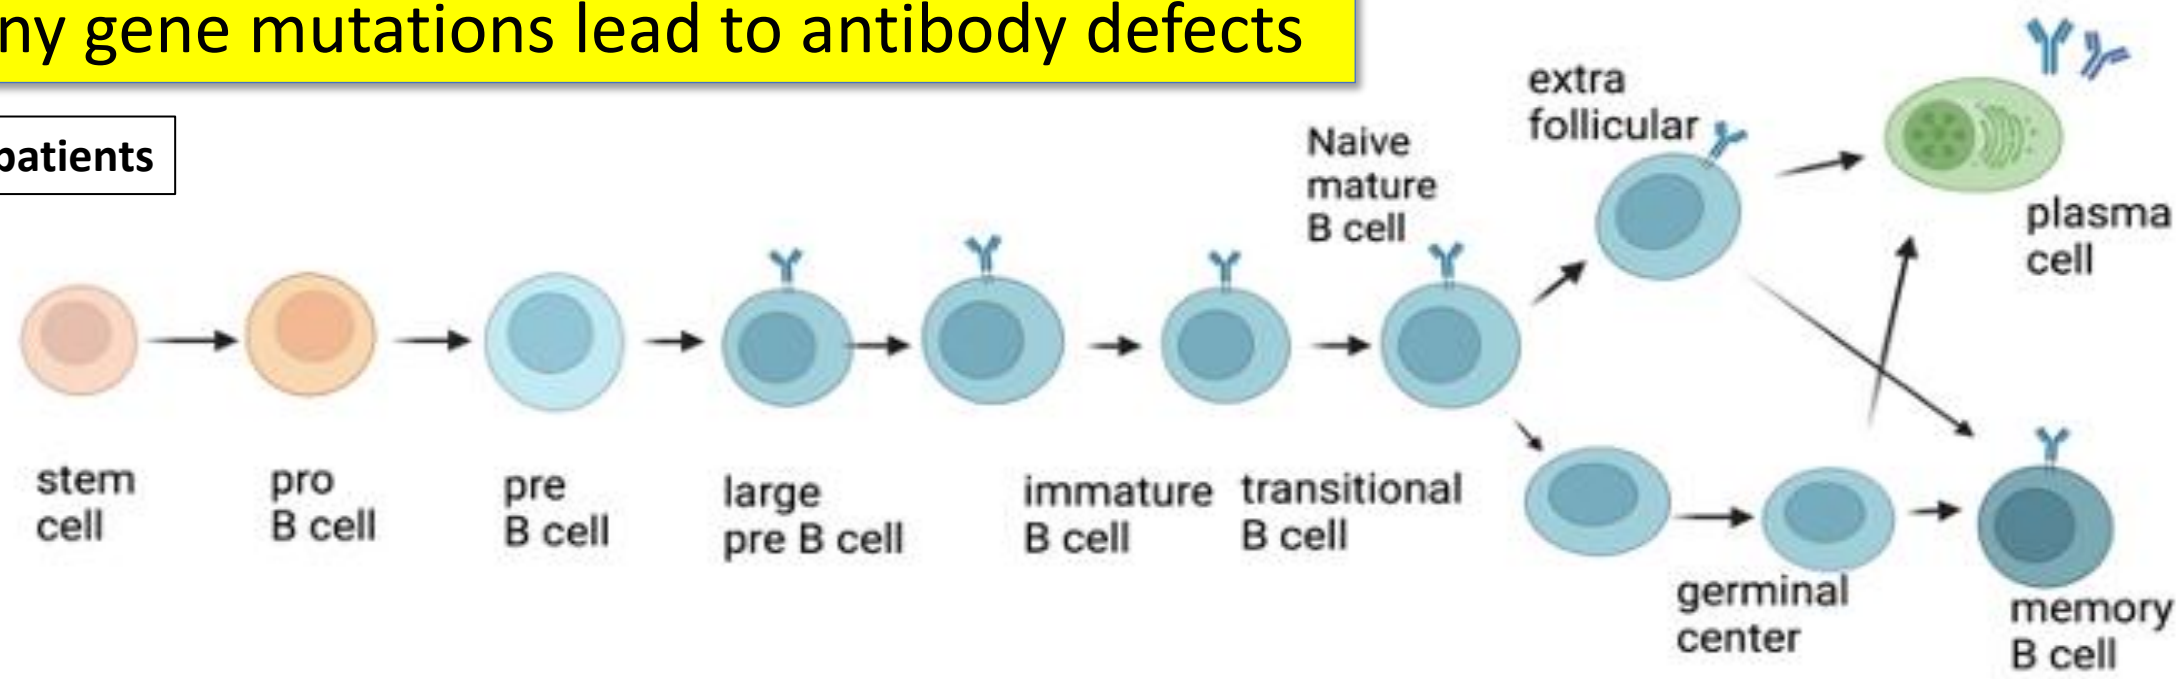 ny gene mutations lead to antibody defects
patients
stem
cell
pro
B cell
pre
B cell
large
pre B cell
immature
B cell
transitional
B cell
Naive
mature
B cell
extra
follicular
plasma
cell
germinal
center
memory
B cell